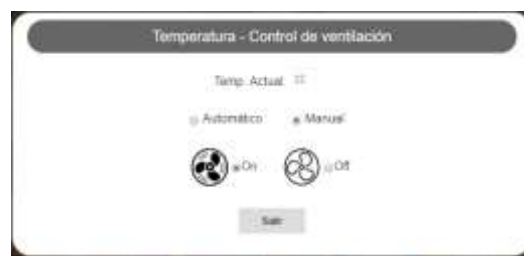 Temperatura - Control de ventilación
Temp. Actual
Automático Manual
On Off
Salir